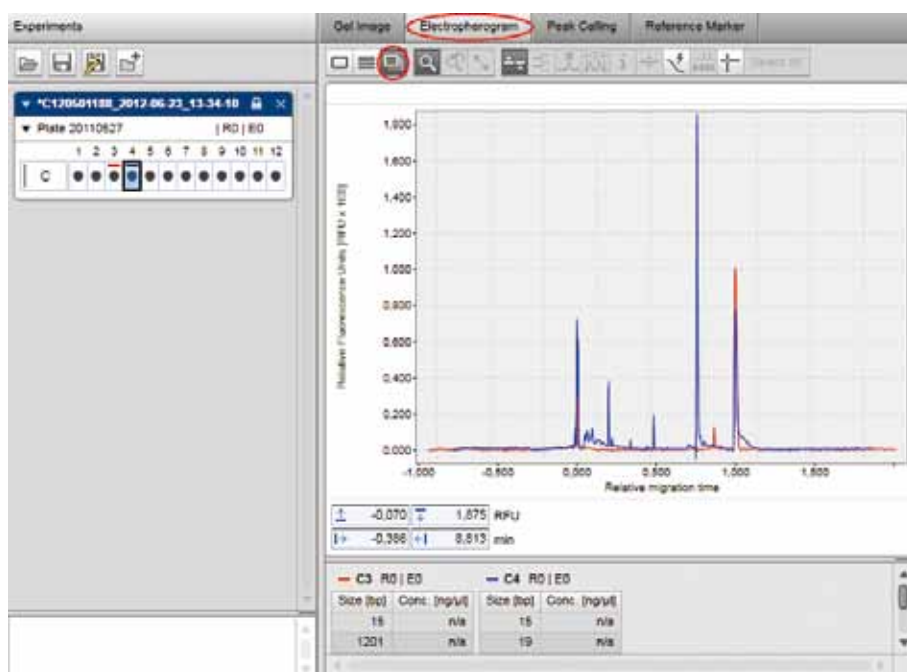 Experiments
Gel Image Electropherogram Peak Calling Reference Marker
Select All
*C120501188_2012-06-23_13-34-10
Plate 20110627 | R0 | E0
1 2 3 4 5 6 7 8 9 10 11 12
C
Relative Fluorescence Units [RFU x 100]
1.800
1.600
1.400
1.200
1.000
0.800
0.600
0.400
0.200
0.000
-1.000 -0.500 0.000 0.500 1.000 1.500
Relative migration time
-0,070 1,875 RFU
-0,386 8,813 min
C3 R0 | E0 C4 R0 | E0
Size [bp] Conc. [ng/µl] Size [bp] Conc. [ng/µl]
15 n/a 15 n/a
1201 n/a 19 n/a